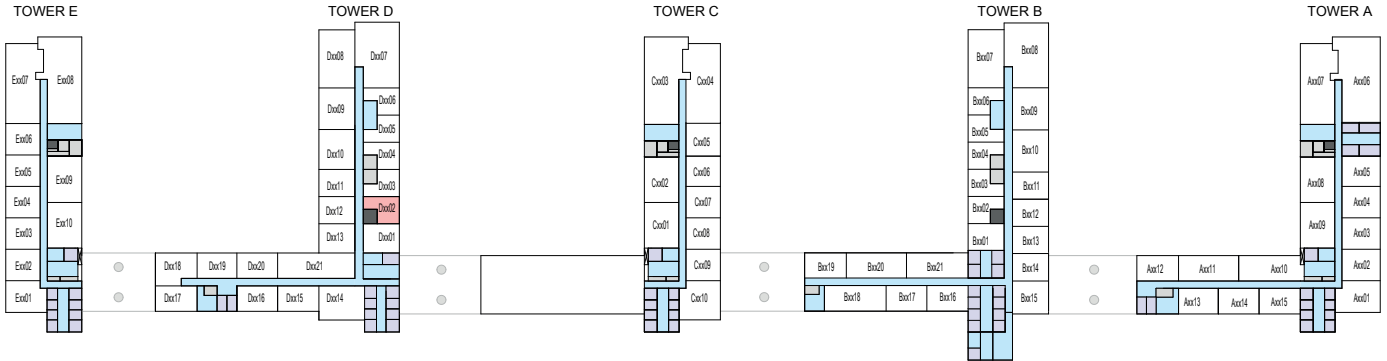 TOWER E
TOWER D
TOWER C
TOWER B
TOWER A
Exx07
Exx08
Exx06
Exx05
Exx09
Exx04
Exx10
Exx03
Exx02
Exx01
Dxx08
Dxx07
Dxx09
Dxx06
Dxx05
Dxx10
Dxx04
Dxx11
Dxx03
Dxx12
Dxx02
Dxx13
Dxx01
Dxx18
Dxx19
Dxx20
Dxx21
Dxx17
Dxx16
Dxx15
Dxx14
Cxx03
Cxx04
Cxx05
Cxx02
Cxx06
Cxx07
Cxx01
Cxx08
Cxx09
Cxx10
Bxx07
Bxx08
Bxx06
Bxx09
Bxx05
Bxx04
Bxx10
Bxx03
Bxx11
Bxx02
Bxx12
Bxx01
Bxx13
Bxx19
Bxx20
Bxx21
Bxx14
Bxx18
Bxx17
Bxx16
Bxx15
Axx07
Axx06
Axx08
Axx05
Axx04
Axx09
Axx03
Axx12
Axx11
Axx10
Axx02
Axx13
Axx14
Axx15
Axx01